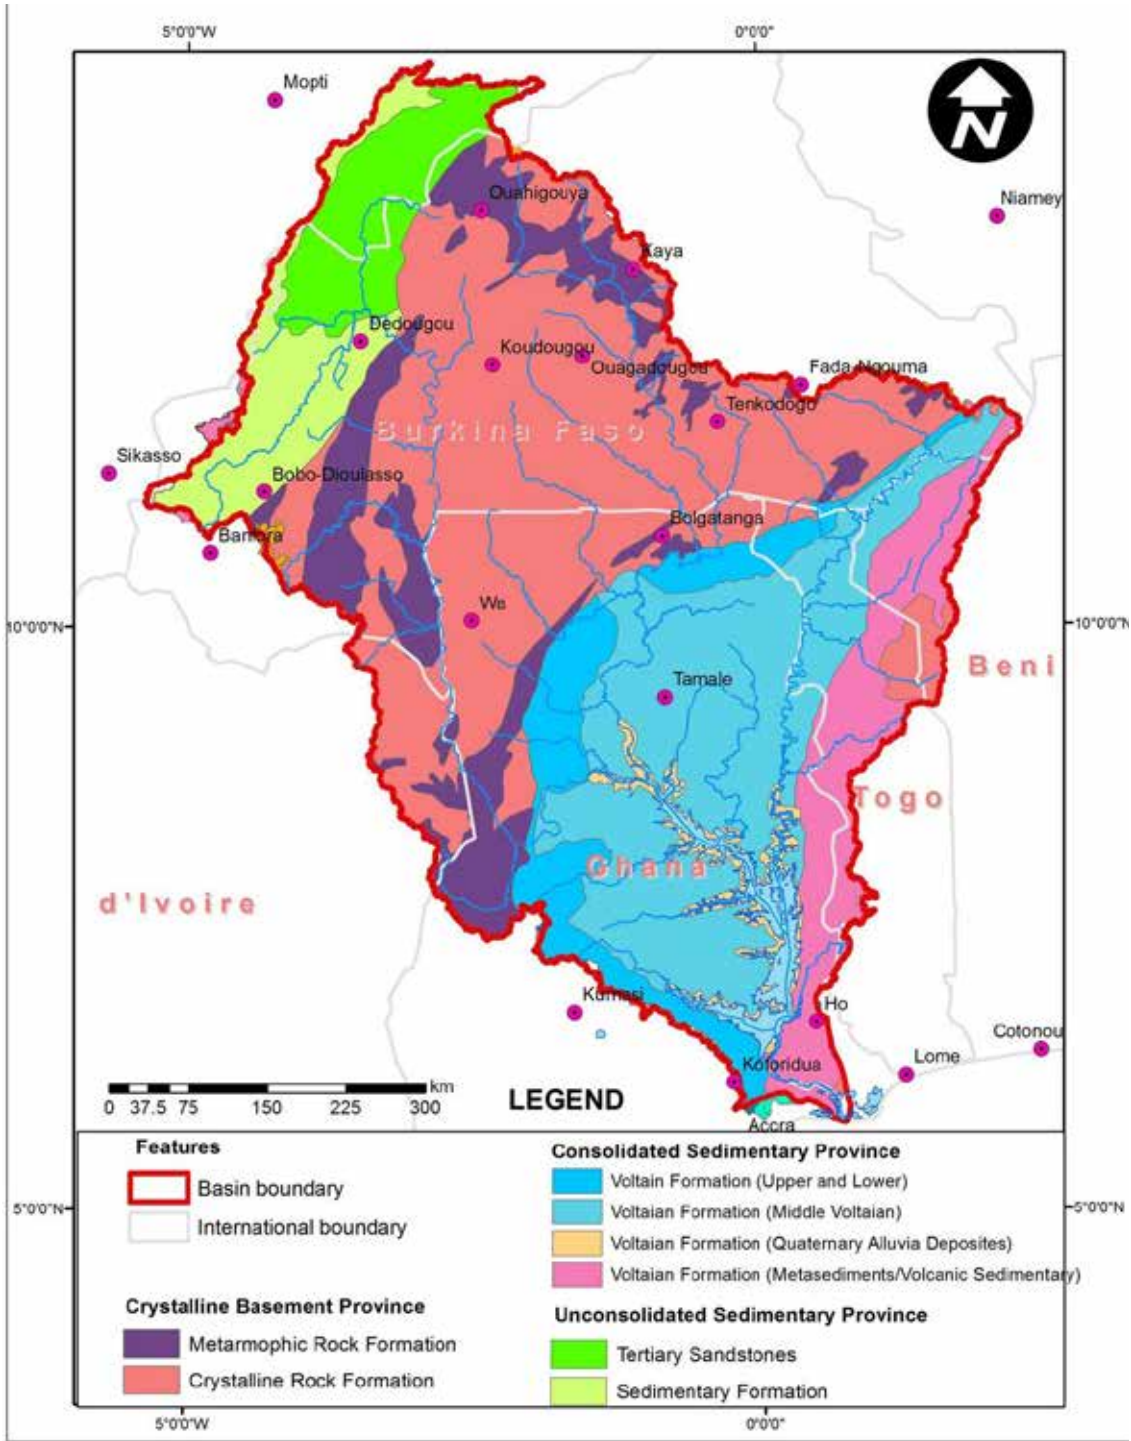 5°0'0"W
0°0'0"
Mopti
N
Niamey
Ouahigouya
Kaya
Dedougou
Koudougou
Ouagadougou
Fada-Ngouma
Tenkodogo
Burkina Faso
Sikasso
Bobo-Dioulasso
Bolgatanga
Banfora
10°0'0"N
Wa
10°0'0"N
Beni
Tamale
Togo
Ghana
d'Ivoire
Kumasi
Ho
Cotonou
Lome
Koforidua
km
0 37.5 75 150 225 300
LEGEND
Accra
Features
Basin boundary
International boundary
Crystalline Basement Province
Metarmophic Rock Formation
Crystalline Rock Formation
Consolidated Sedimentary Province
Voltain Formation (Upper and Lower)
Voltaian Formation (Middle Voltaian)
Voltaian Formation (Quaternary Alluvia Deposites)
Voltaian Formation (Metasediments/Volcanic Sedimentary)
Unconsolidated Sedimentary Province
Tertiary Sandstones
Sedimentary Formation
5°0'0"N
5°0'0"N
5°0'0"W
0°0'0"